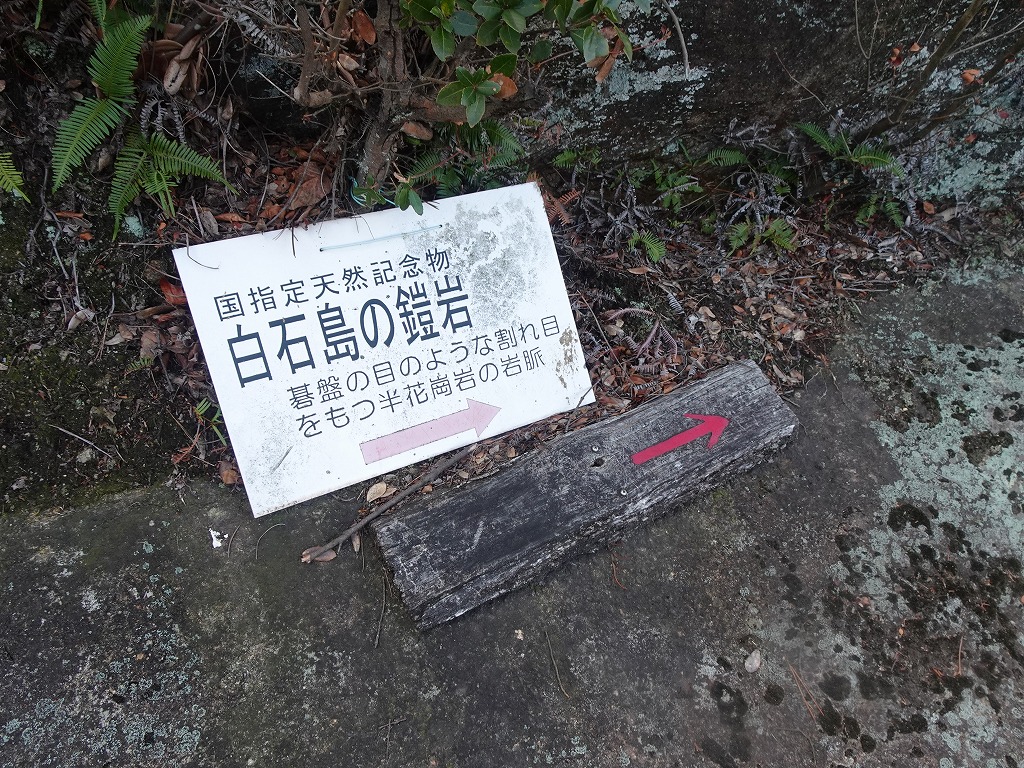 国指定天然記念物
白石島の鎧岩
碁盤の目のような割れ目
をもつ半花崗岩の岩脈